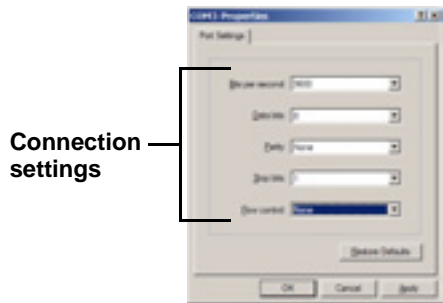 COM1 Properties
Port Settings
Bits per second: 9600
Data bits: 8
Parity: None
Stop bits: 1
Flow control: None
Connection
settings
Restore Defaults
OK
Cancel
Apply